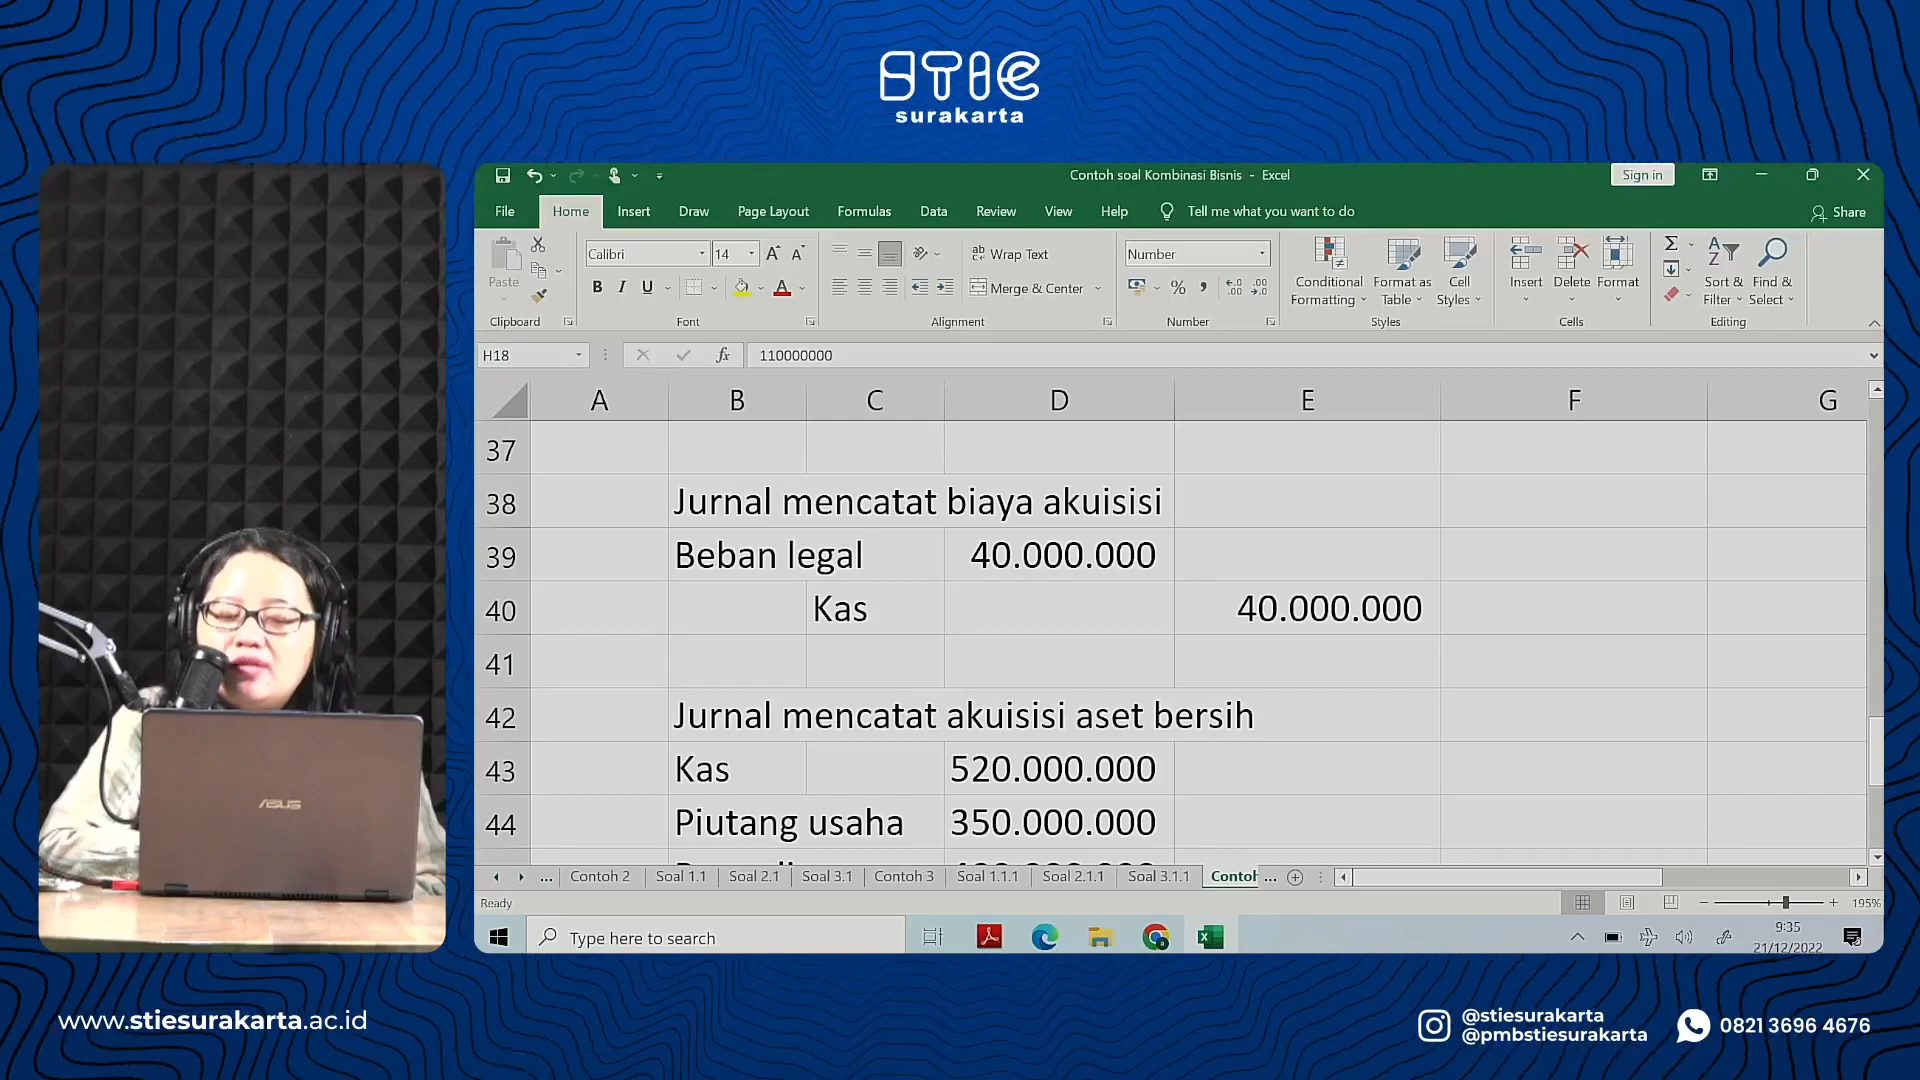 STIE
surakarta
Contoh soal Kombinasi Bisnis - Excel
Sign in
File Home Insert Draw Page Layout Formulas Data Review View Help Tell me what you want to do
Share
Paste
Calibri 14
B I U A
Wrap Text
Merge & Center
Number
Conditional Formatting
Format as Table
Cell Styles
Insert Delete Format
Sort & Filter
Find & Select
Clipboard Font Alignment Number Styles Cells Editing
H18 fx 110000000
A B C D E F G
37
38 Jurnal mencatat biaya akuisisi
39 Beban legal 40.000.000
40 Kas 40.000.000
41
42 Jurnal mencatat akuisisi aset bersih
43 Kas 520.000.000
44 Piutang usaha 350.000.000
... Contoh 2 Soal 1.1 Soal 2.1 Soal 3.1 Contoh 3 Soal 1.1.1 Soal 2.1.1 Soal 3.1.1 Contoh ...
Ready
195%
Type here to search
9:35
21/12/2022
ASUS
www.stiesurakarta.ac.id
@stiesurakarta
@pmbstiesurakarta
0821 3696 4676